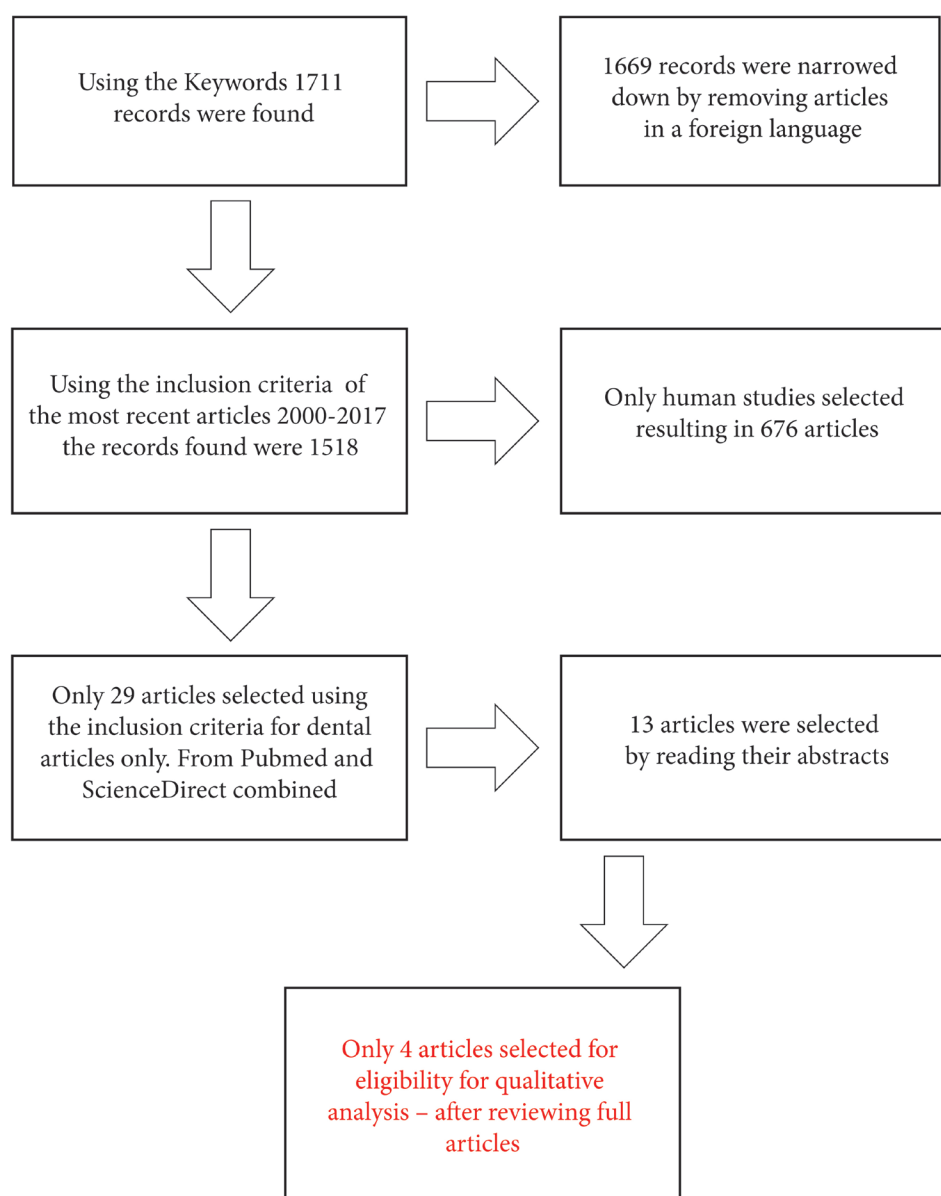 Using the Keywords 1711
records were found
1669 records were narrowed
down by removing articles
in a foreign language
Using the inclusion criteria of
the most recent articles 2000-2017
the records found were 1518
Only human studies selected
resulting in 676 articles
Only 29 articles selected using
the inclusion criteria for dental
articles only. From Pubmed and
ScienceDirect combined
13 articles were selected
by reading their abstracts
Only 4 articles selected for
eligibility for qualitative
analysis – after reviewing full
articles